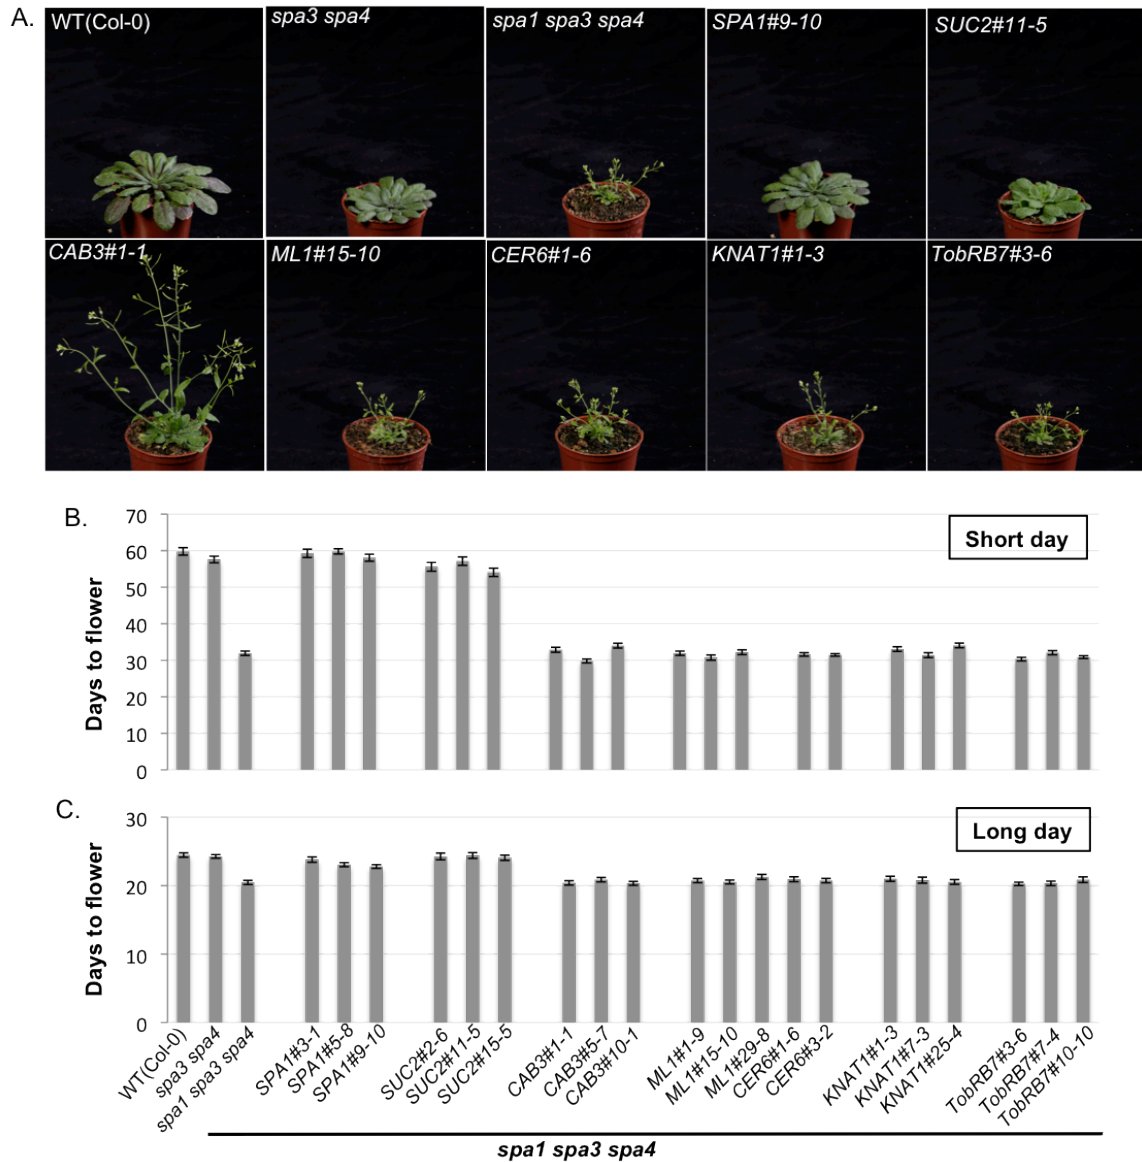 A.
WT(Col-0)
spa3 spa4
spa1 spa3 spa4
SPA1#9-10
SUC2#11-5
CAB3#1-1
ML1#15-10
CER6#1-6
KNAT1#1-3
TobRB7#3-6
B.
Short day
Days to flower
70
60
50
40
30
20
10
0
C.
Long day
Days to flower
30
20
10
0
WT(Col-0)
spa3 spa4
spa1 spa3 spa4
SPA1#3-1
SPA1#5-8
SPA1#9-10
SUC2#2-6
SUC2#11-5
SUC2#15-5
CAB3#1-1
CAB3#5-7
CAB3#10-1
ML1#1-9
ML1#15-10
ML1#29-8
CER6#1-6
CER6#3-2
KNAT1#1-3
KNAT1#7-3
KNAT1#25-4
TobRB7#3-6
TobRB7#7-4
TobRB7#10-10
spa1 spa3 spa4